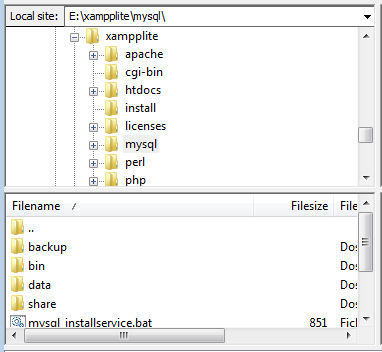 Local site: E:\xampplite\mysql\
xampplite
apache
cgi-bin
htdocs
install
licenses
mysql
perl
php
Filename / Filesize File
..
backup Dos
bin Dos
data Dos
share Dos
mysql_installservice.bat 851 Fich